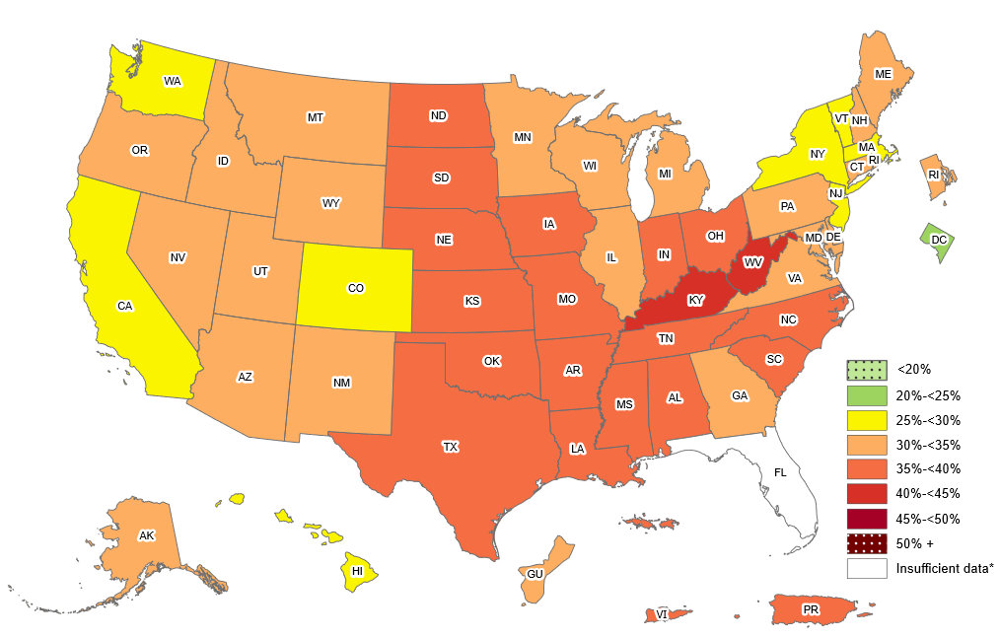 WA
MT
ND
MN
ME
OR
ID
SD
WI
MI
VT
NH
NY
MA
CT
RI
RI
WY
NE
IA
PA
NJ
NV
UT
CO
IL
IN
OH
MD
DE
DC
CA
KS
MO
WV
VA
KY
AZ
NM
OK
AR
TN
NC
SC
MS
AL
GA
TX
LA
FL
<20%
20%-<25%
25%-<30%
30%-<35%
35%-<40%
40%-<45%
45%-<50%
50% +
Insufficient data*
AK
HI
GU
VI
PR